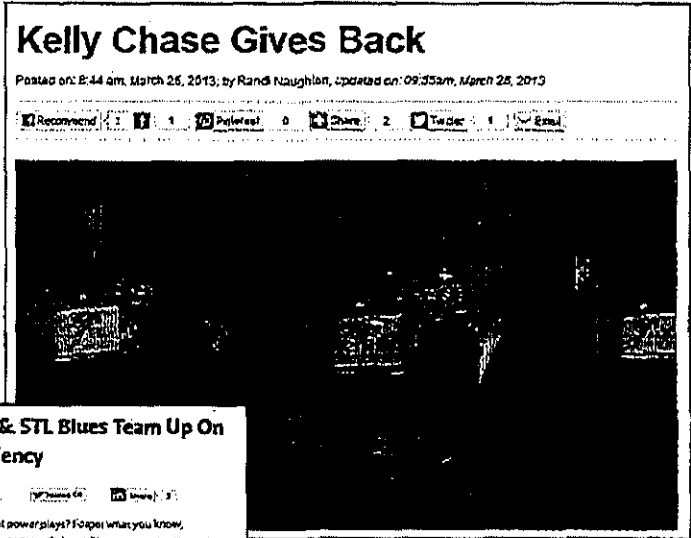 Kelly Chase Gives Back
Posted on: 8:44 am, March 26, 2013, by Randi Naughton, updated on: 09:35am, March 26, 2013
Recommend 1 Pinterest 0 Share 2 Twitter 1 Email
& STL Blues Team Up On
ency
Share
t power plays? Forget what you know,